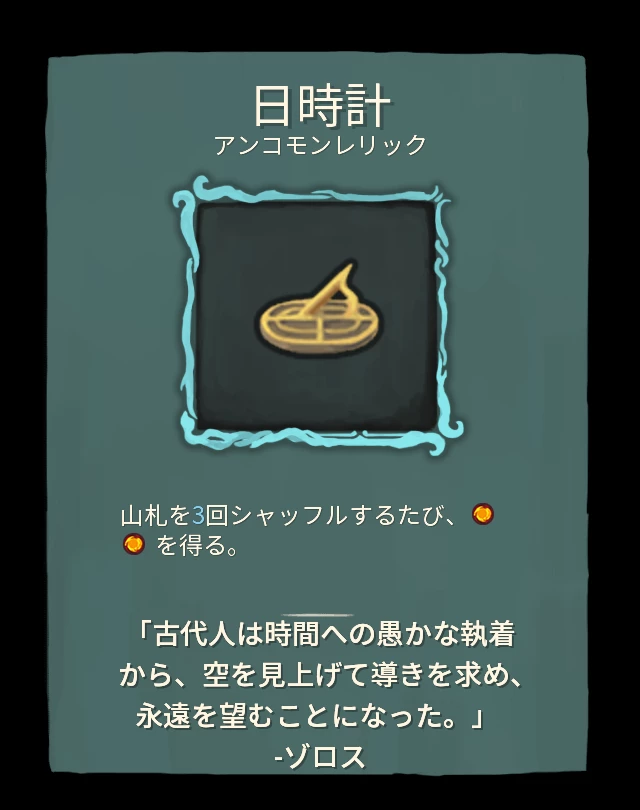 日時計
アンコモンレリック
山札を3回シャッフルするたび、
を得る。
「古代人は時間への愚かな執着
から、空を見上げて導きを求め、
永遠を望むことになった。」
-ゾロス